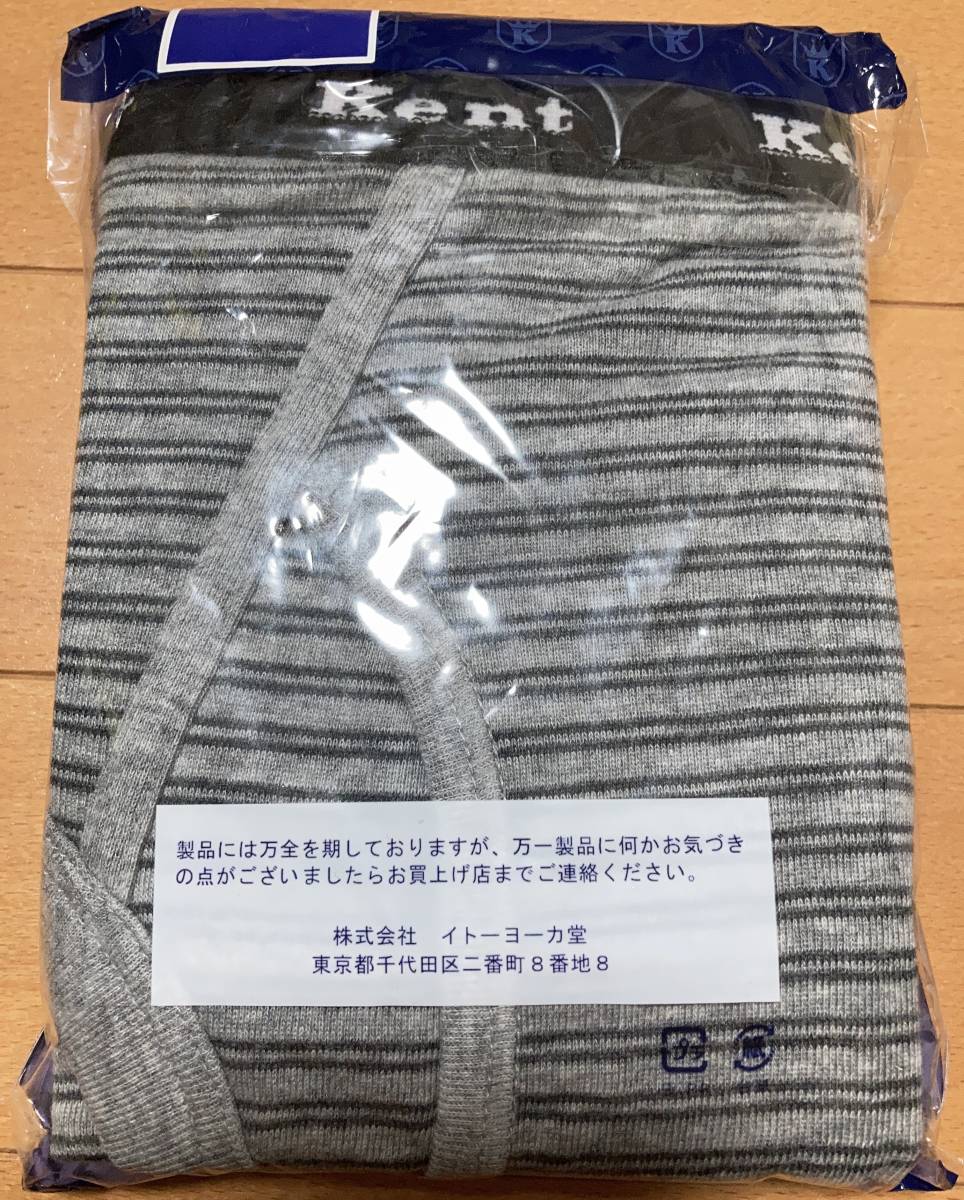 K K K
Kent Ke
製品には万全を期しておりますが、万一製品に何かお気づき
の点がございましたらお買上げ店までご連絡ください。
株式会社 イトーヨーカ堂
東京都千代田区二番町8番地8
プラ 紙